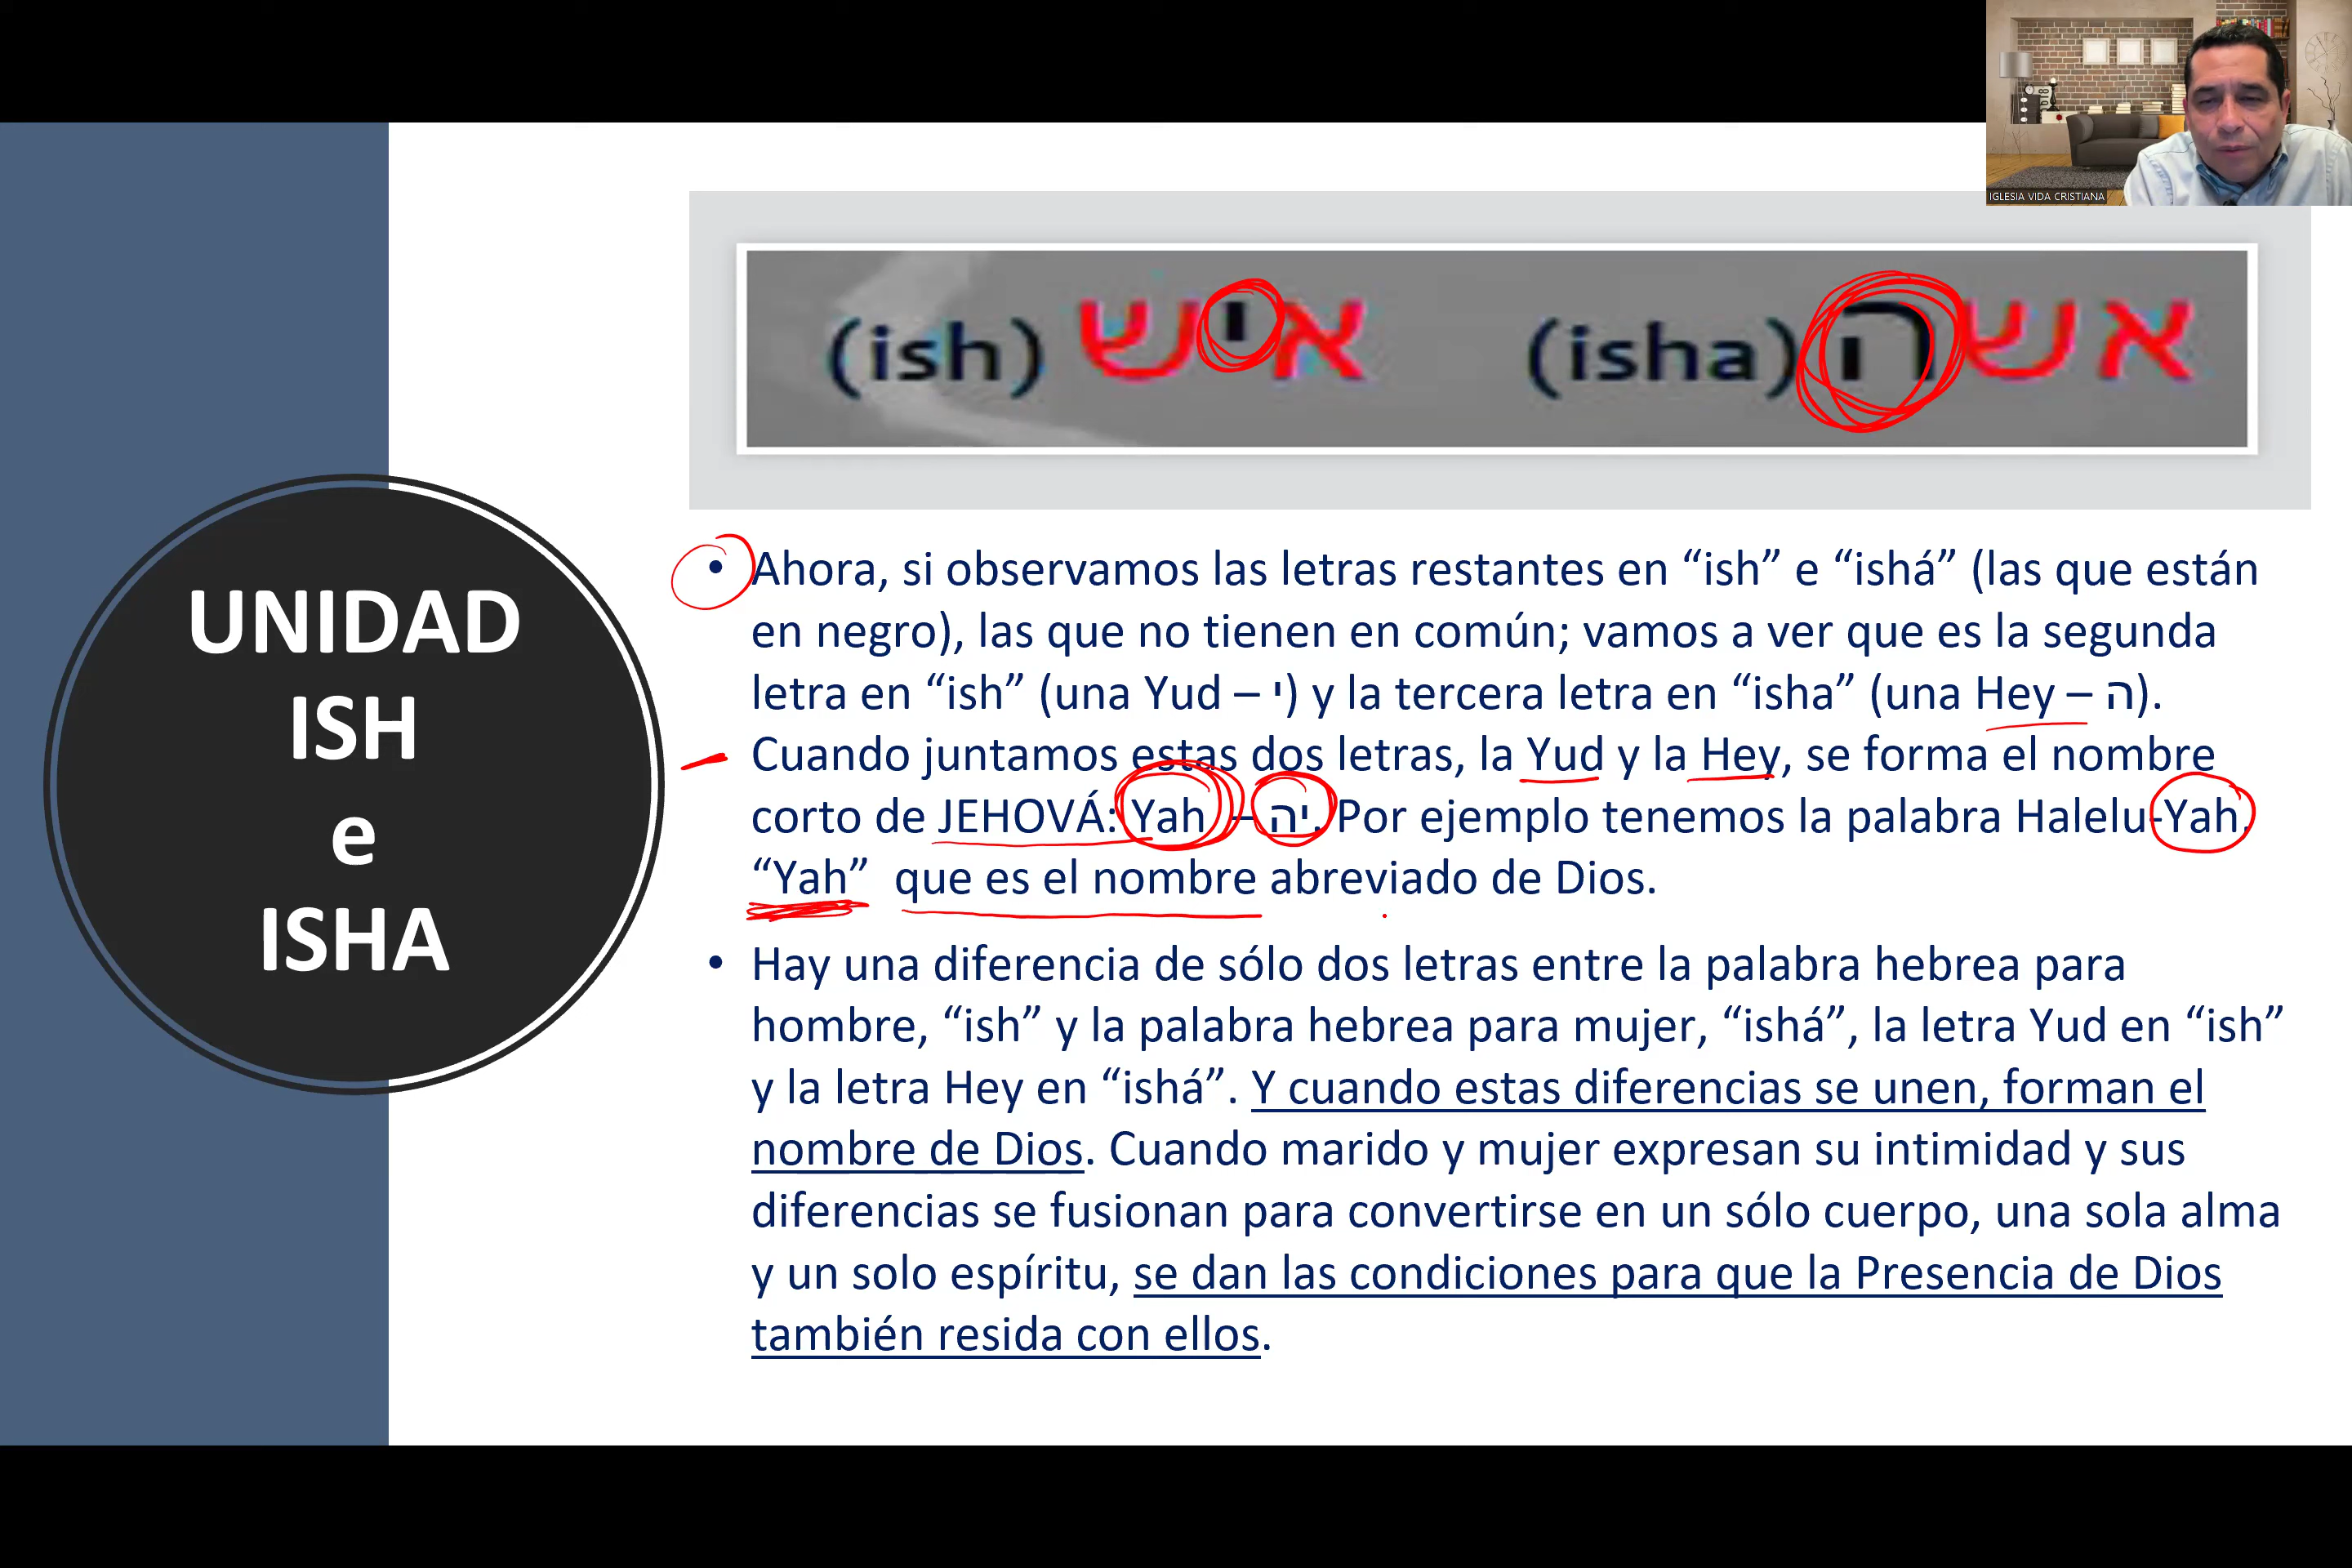 IGLESIA VIDA CRISTIANA
(ish) איש (isha) אשה
UNIDAD
ISH
e
ISHA
• Ahora, si observamos las letras restantes en “ish” e “ishá” (las que están
en negro), las que no tienen en común; vamos a ver que es la segunda
letra en “ish” (una Yud – י) y la tercera letra en “isha” (una Hey – ה).
Cuando juntamos estas dos letras, la Yud y la Hey, se forma el nombre
corto de JEHOVÁ: Yah – יה. Por ejemplo tenemos la palabra Halelu-Yah,
“Yah” que es el nombre abreviado de Dios.
• Hay una diferencia de sólo dos letras entre la palabra hebrea para
hombre, “ish” y la palabra hebrea para mujer, “ishá”, la letra Yud en “ish”
y la letra Hey en “ishá”. Y cuando estas diferencias se unen, forman el
nombre de Dios. Cuando marido y mujer expresan su intimidad y sus
diferencias se fusionan para convertirse en un sólo cuerpo, una sola alma
y un solo espíritu, se dan las condiciones para que la Presencia de Dios
también resida con ellos.